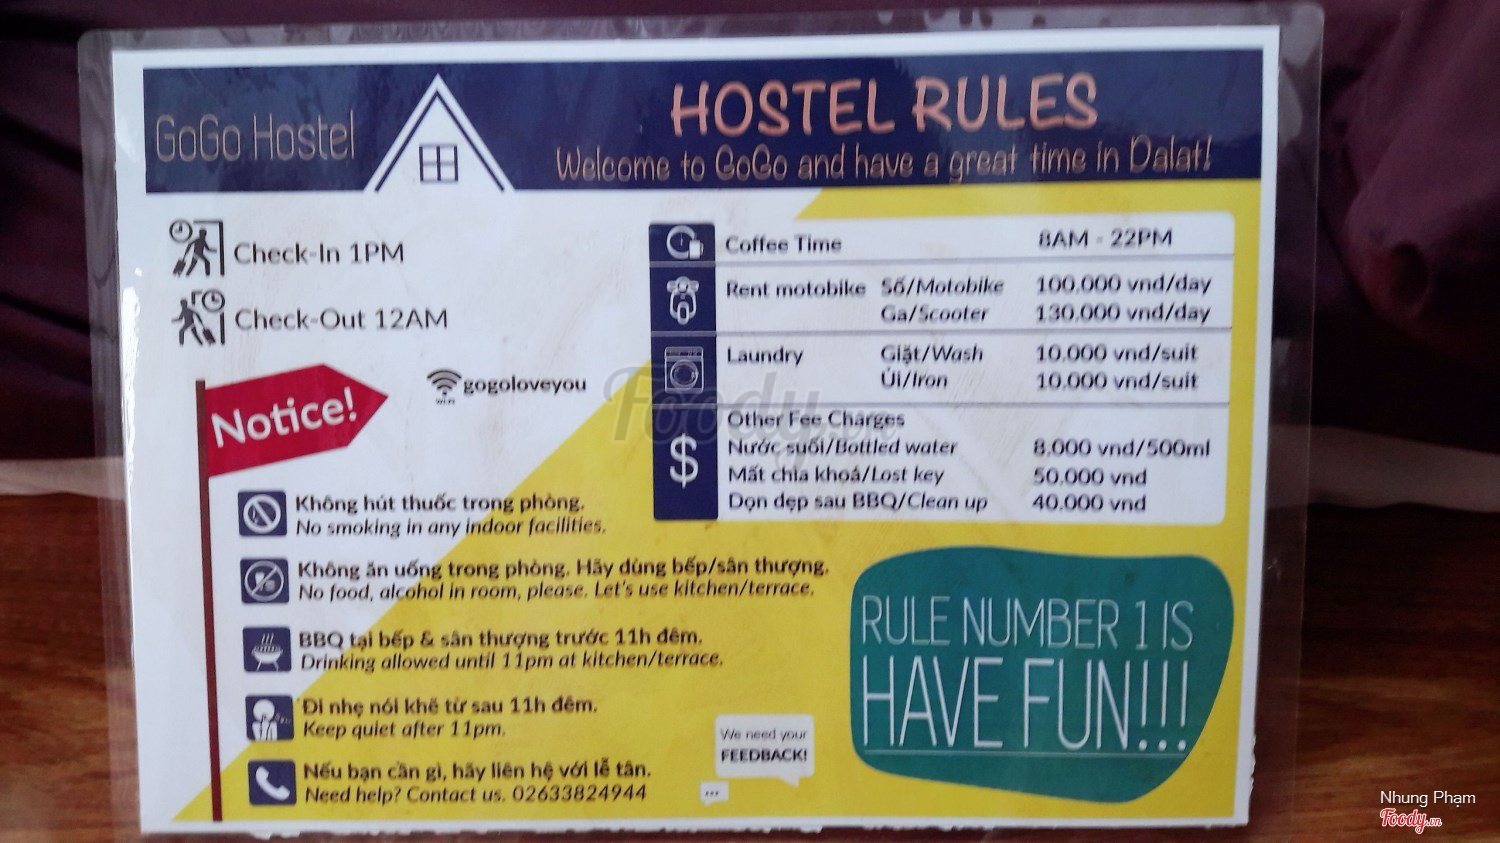 GoGo Hostel
HOSTEL RULES
Welcome to GoGo and have a great time in Dalat!
Check-In 1PM
Check-Out 12AM
WI-FI gogoloveyou
Coffee Time 8AM - 22PM
Rent motobike Số/Motobike 100.000 vnd/day
Ga/Scooter 130.000 vnd/day
Laundry Giặt/Wash 10.000 vnd/suit
Ủi/Iron 10.000 vnd/suit
Other Fee Charges
$ Nước suối/Bottled water 8.000 vnd/500ml
Mất chìa khoá/Lost key 50.000 vnd
Dọn dẹp sau BBQ/Clean up 40.000 vnd
Notice!
Không hút thuốc trong phòng.
No smoking in any indoor facilities.
Không ăn uống trong phòng. Hãy dùng bếp/sân thượng.
No food, alcohol in room, please. Let's use kitchen/terrace.
BBQ tại bếp & sân thượng trước 11h đêm.
Drinking allowed until 11pm at kitchen/terrace.
Đi nhẹ nói khẽ từ sau 11h đêm.
Keep quiet after 11pm.
Nếu bạn cần gì, hãy liên hệ với lễ tân.
Need help? Contact us. 02633824944
We need your
FEEDBACK!
...
RULE NUMBER 1 IS
HAVE FUN!!!
Foody.vn
Nhung Phạm
Foody.vn